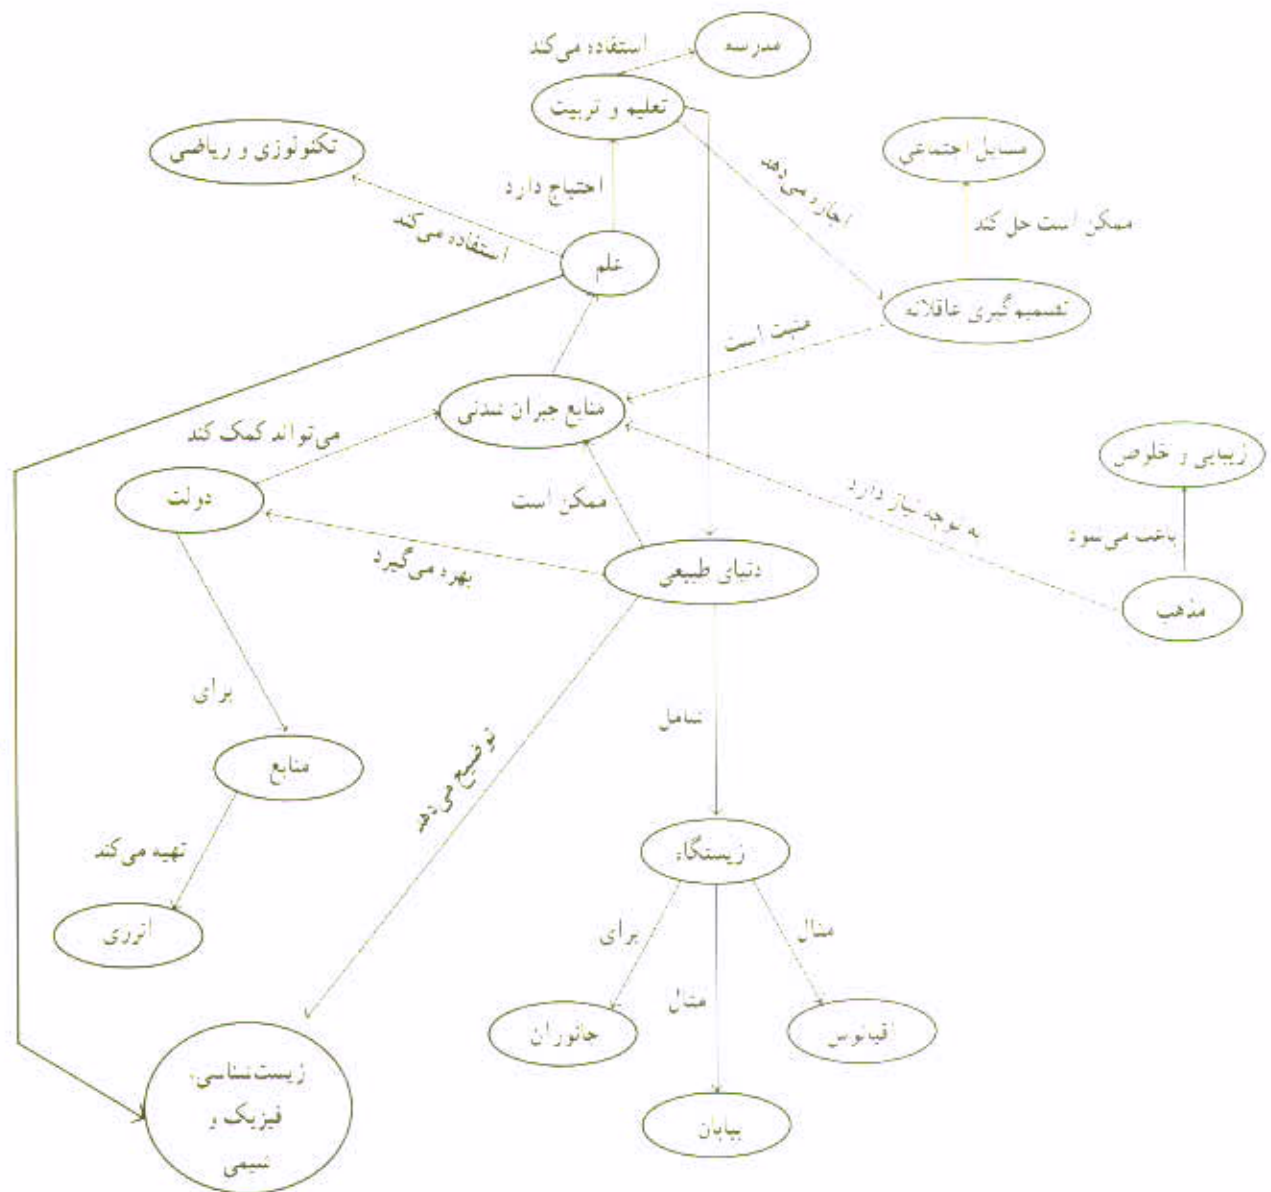 مدرسه
استفاده می‌کند
تعلیم و تربیت
مسایل اجتماعی
تکنولوژی و ریاضی
اجازه می‌دهد
احتیاج دارد
ممکن است حل کند
استفاده می‌کند
علم
تصمیم‌گیری عاقلانه
مثبت است
منابع جبران شدنی
می‌تواند کمک کند
زیبایی و خلوص
دولت
ممکن است
به توجه نیاز دارد
باعث می‌شود
بهره می‌گیرد
دنیای طبیعی
مذهب
برای
شامل
منابع
توضیح می‌دهد
تهیه می‌کند
زیستگاه
انرژی
برای
مثال
مثال
جانوران
اقیانوس
زیست‌شناسی،
فیزیک و
شیمی
بیابان